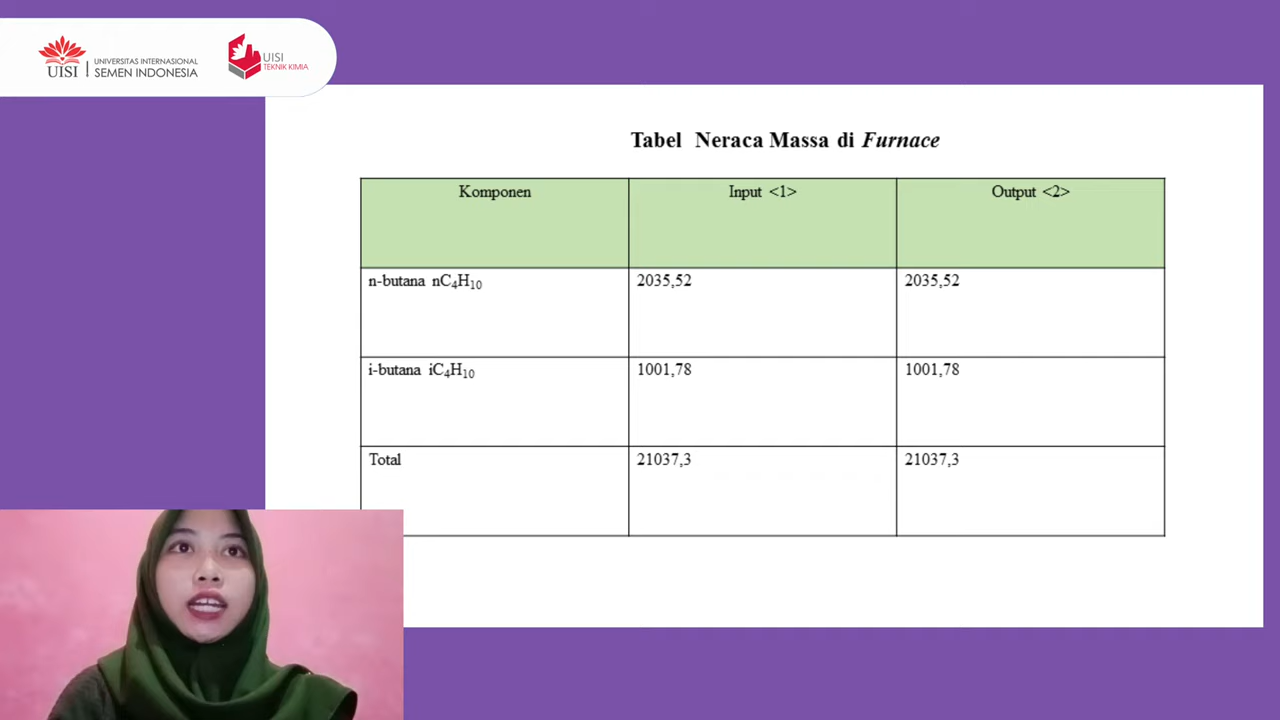 UISI
UNIVERSITAS INTERNASIONAL
SEMEN INDONESIA
UISI
TEKNIK KIMIA
Tabel Neraca Massa di Furnace
Komponen Input <1> Output <2>
n-butana nC₄H₁₀ 2035,52 2035,52
i-butana iC₄H₁₀ 1001,78 1001,78
Total 21037,3 21037,3